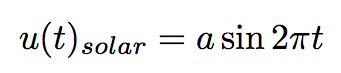 u(t)_{solar} = a sin 2πt